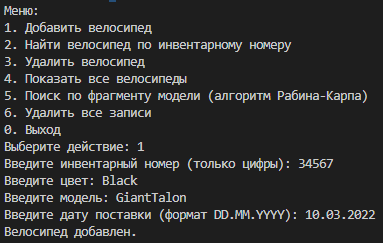 Меню:
1. Добавить велосипед
2. Найти велосипед по инвентарному номеру
3. Удалить велосипед
4. Показать все велосипеды
5. Поиск по фрагменту модели (алгоритм Рабина-Карпа)
6. Удалить все записи
0. Выход
Выберите действие: 1
Введите инвентарный номер (только цифры): 34567
Введите цвет: Black
Введите модель: GiantTalon
Введите дату поставки (формат DD.MM.YYYY): 10.03.2022
Велосипед добавлен.